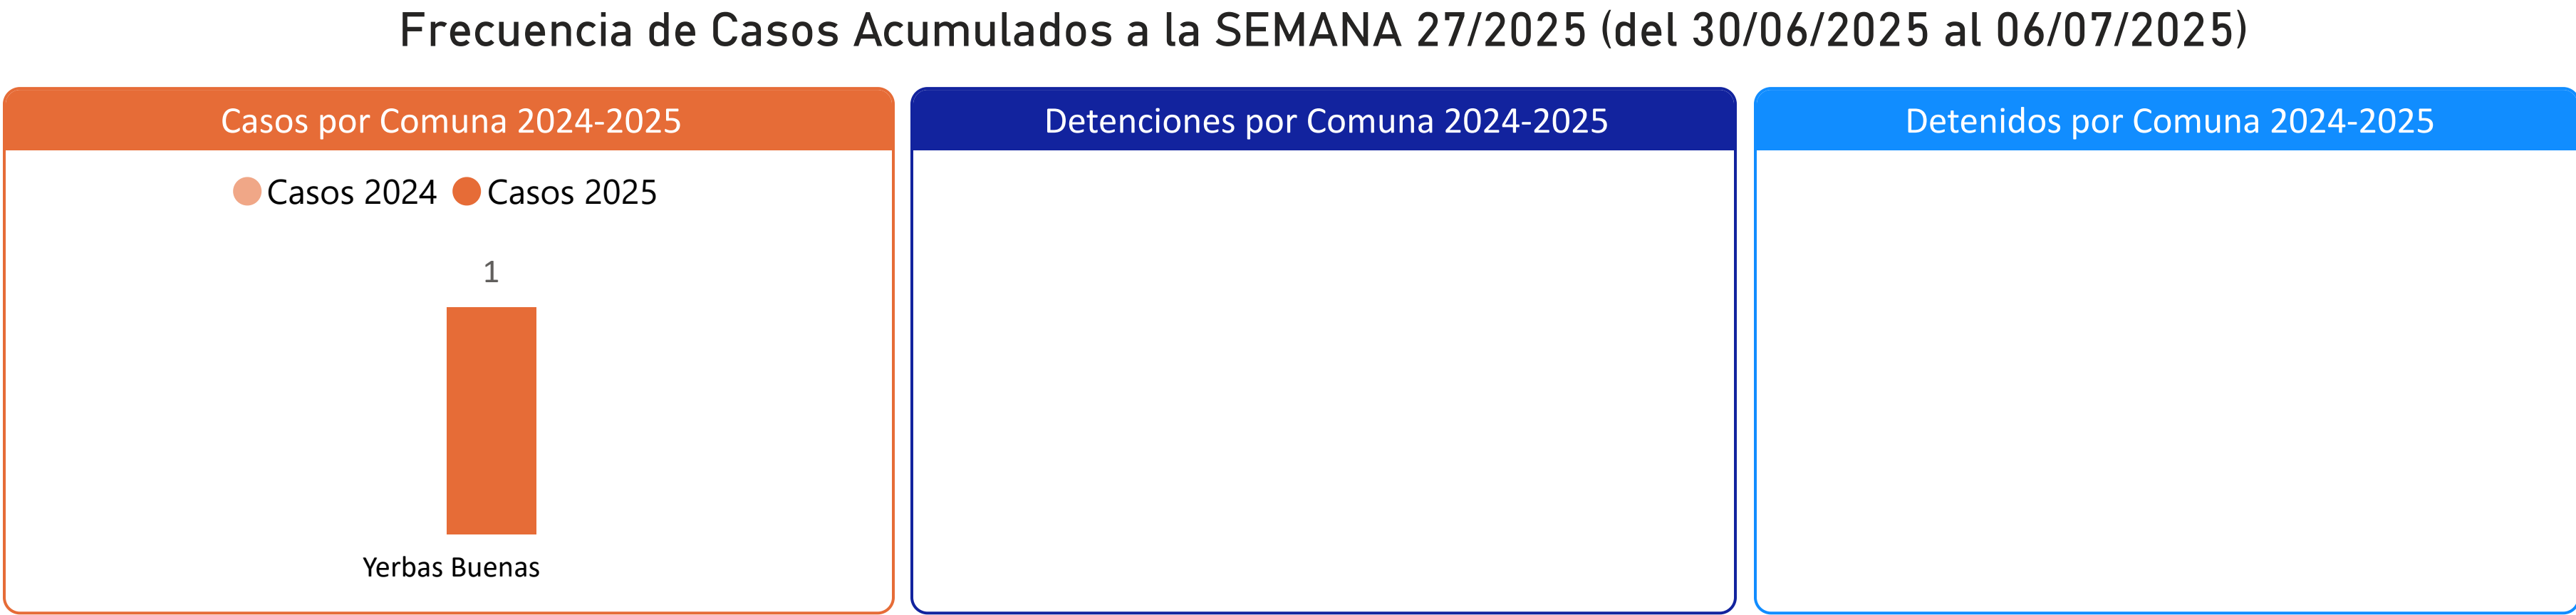 Frecuencia de Casos Acumulados a la SEMANA 27/2025 (del 30/06/2025 al 06/07/2025)
Casos por Comuna 2024-2025
Casos 2024 Casos 2025
1
Yerbas Buenas
Detenciones por Comuna 2024-2025
Detenidos por Comuna 2024-2025